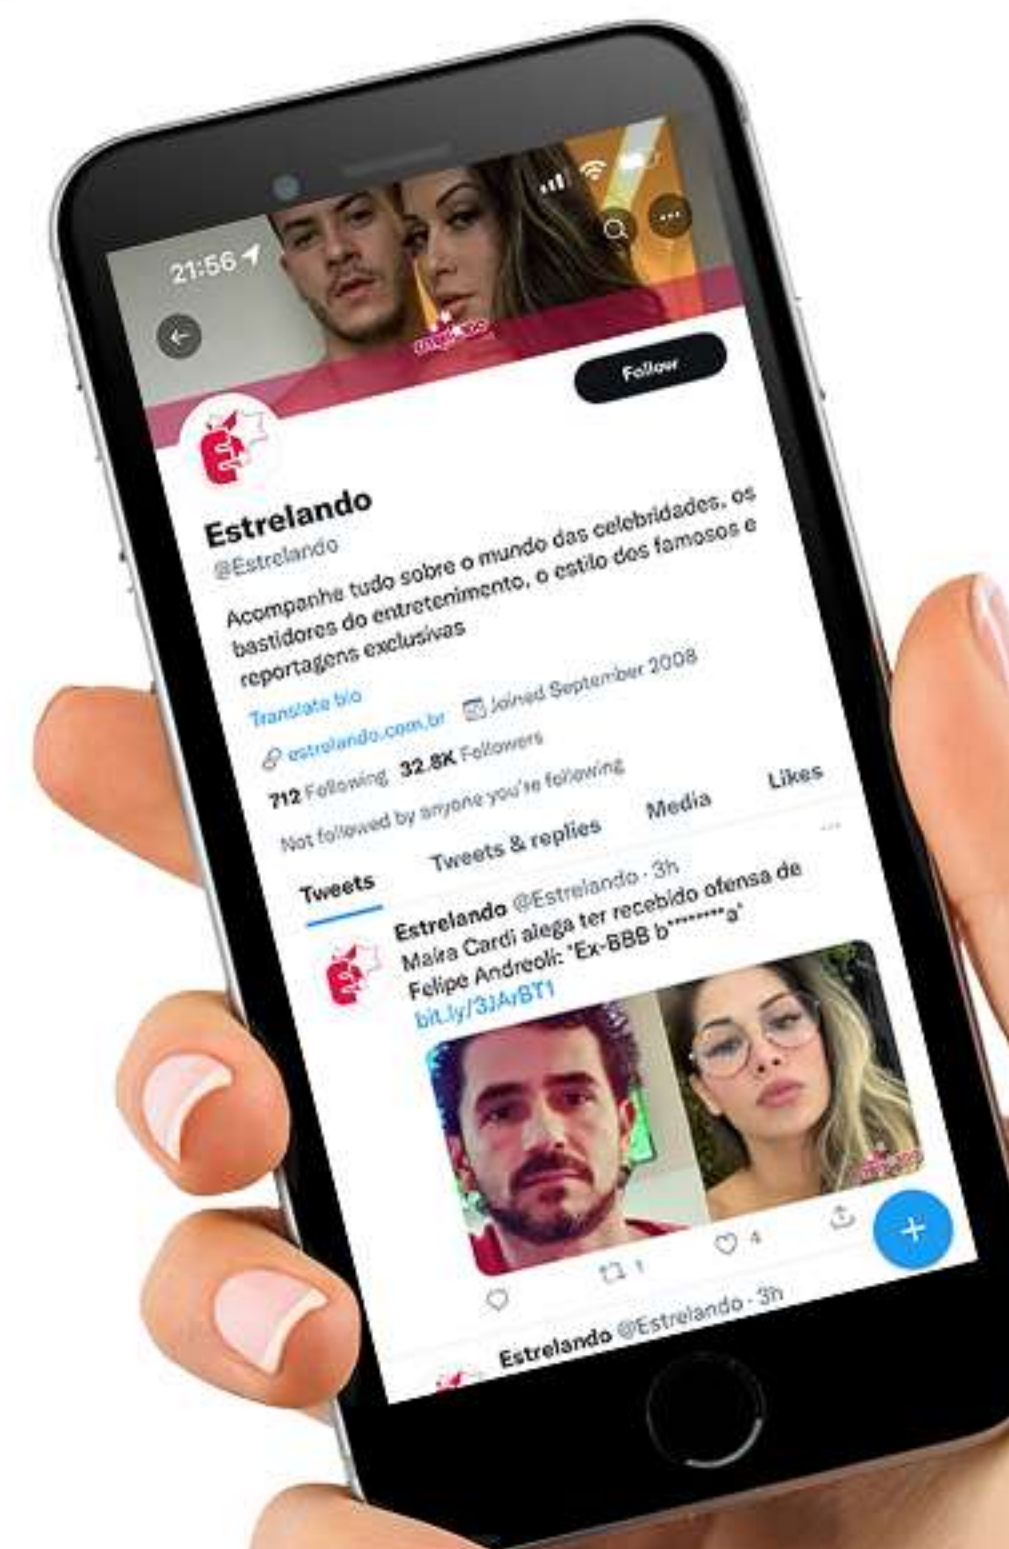 21:56
Follow
Estrelando
@Estrelando
Acompanhe tudo sobre o mundo das celebridades, os
bastidores do entretenimento, o estilo dos famosos e
reportagens exclusivas
Translate bio
estrelando.com.br Joined September 2008
712 Following 32.8K Followers
Not followed by anyone you're following
Tweets Tweets & replies Media Likes
Estrelando @Estrelando · 3h
Maira Cardi alega ter recebido ofensa de
Felipe Andreoli: "Ex-BBB b********a"
bit.ly/3JArBT1
1 4
Estrelando @Estrelando · 3h